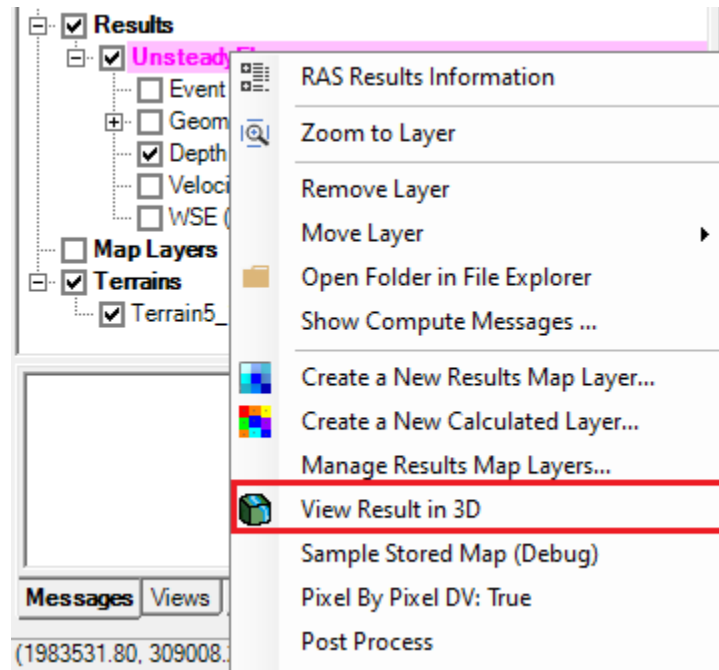 Results
Unsteady
Event
Geom
Depth
Veloci
WSE (
Map Layers
Terrains
Terrain5_
RAS Results Information
Zoom to Layer
Remove Layer
Move Layer
Open Folder in File Explorer
Show Compute Messages ...
Create a New Results Map Layer...
Create a New Calculated Layer...
Manage Results Map Layers...
View Result in 3D
Sample Stored Map (Debug)
Pixel By Pixel DV: True
Post Process
Messages Views
(1983531.80, 309008.